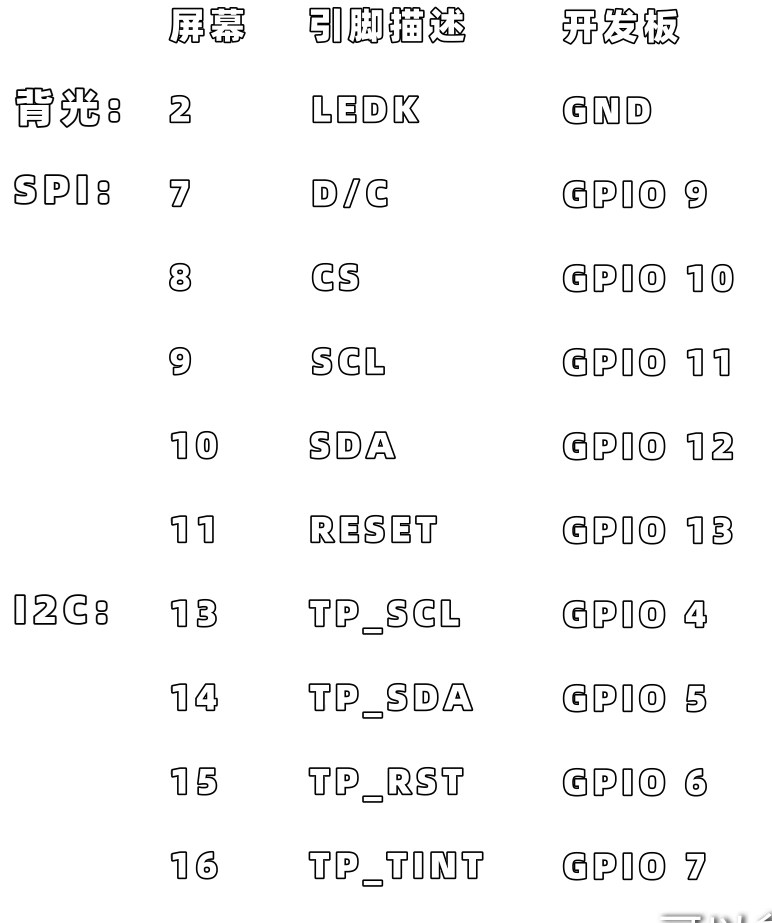 屏幕 引脚描述 开发板
背光: 2 LEDK GND
SPI: 7 D/C GPIO 9
8 CS GPIO 10
9 SCL GPIO 11
10 SDA GPIO 12
11 RESET GPIO 13
I2C: 13 TP_SCL GPIO 4
14 TP_SDA GPIO 5
15 TP_RST GPIO 6
16 TP_TINT GPIO 7